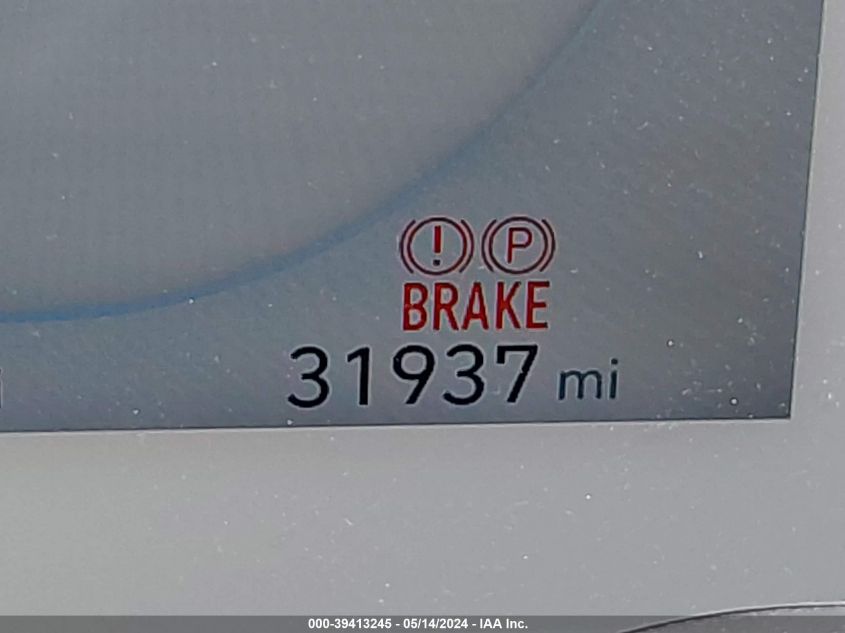 ! P
BRAKE
31937 mi
000-39413245 - 05/14/2024 - IAA Inc.